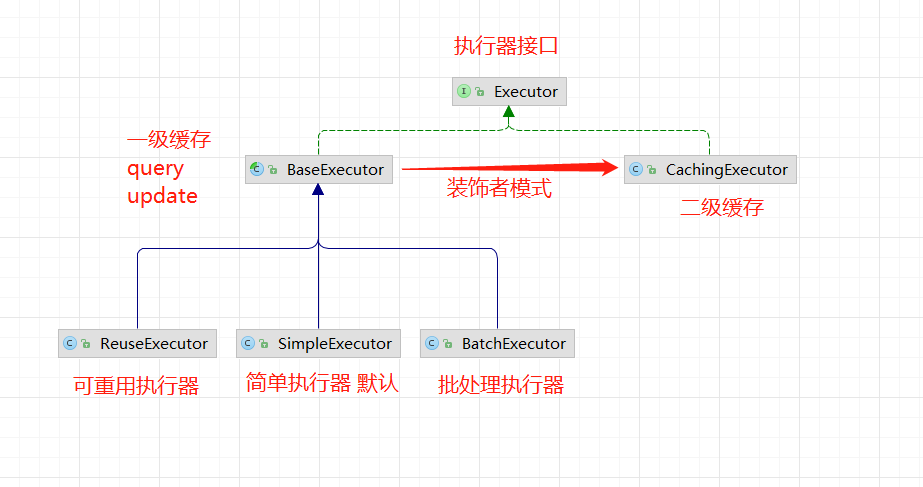 执行器接口
I Executor
一级缓存
query
update
C BaseExecutor
装饰者模式
C CachingExecutor
二级缓存
C ReuseExecutor
C SimpleExecutor
C BatchExecutor
可重用执行器
简单执行器 默认
批处理执行器